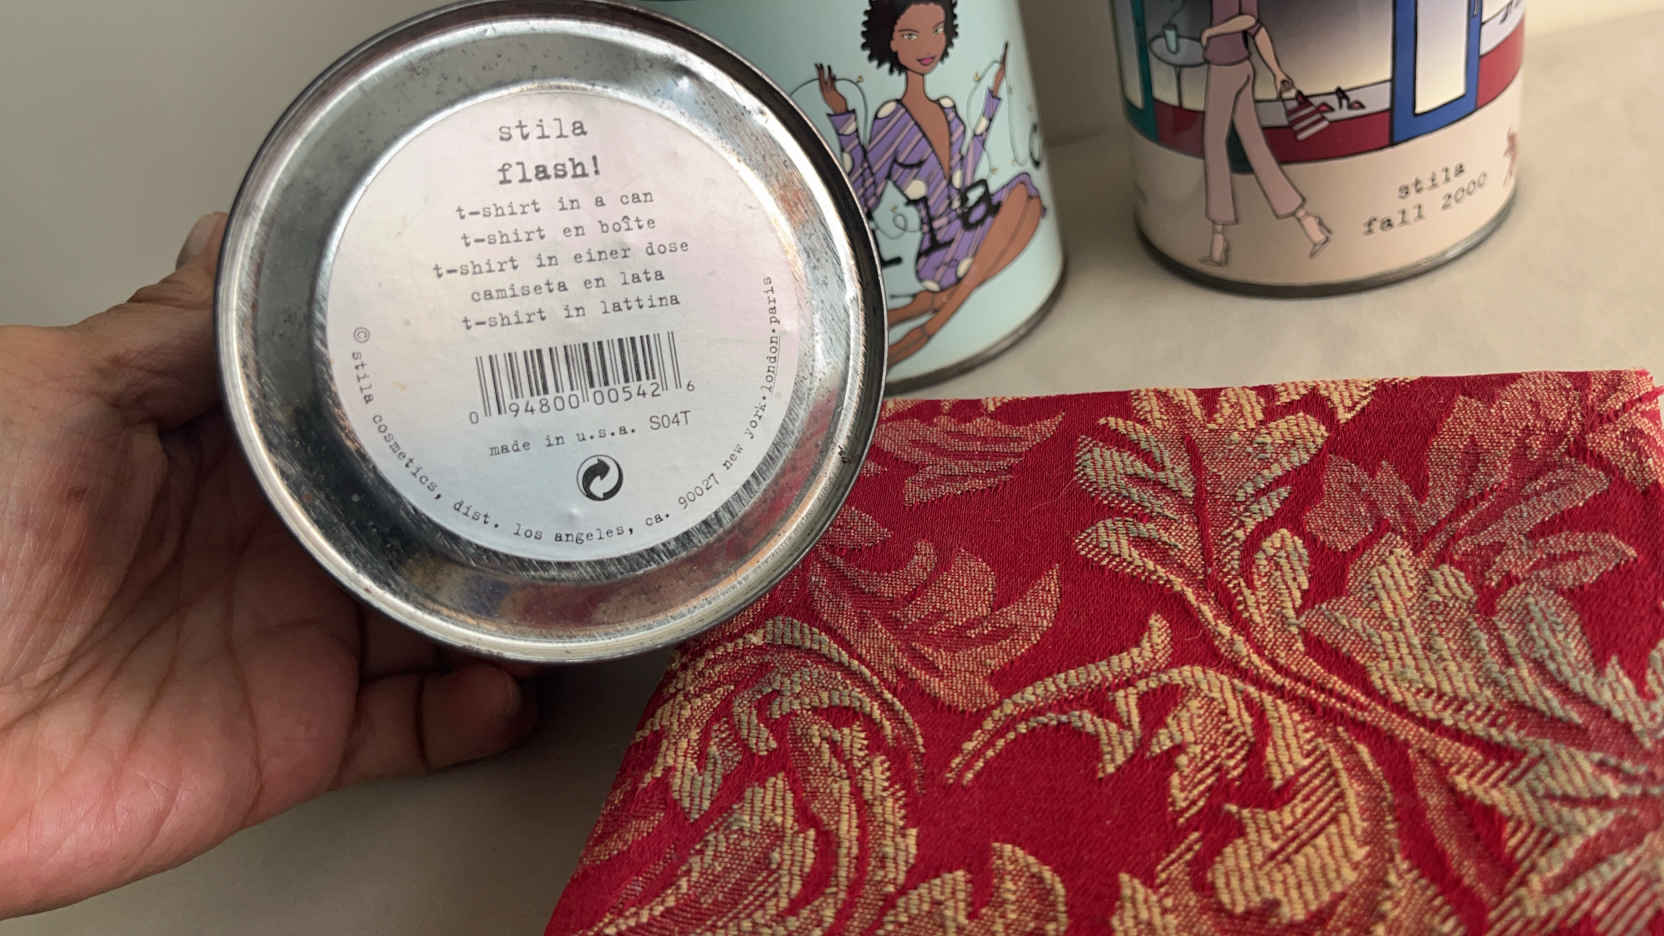 stila
flash!
t-shirt in a can
t-shirt en boîte
t-shirt in einer dose
camiseta en lata
t-shirt in lattina
0 94800 00542 6
made in u.s.a. S04T
© stila cosmetics, dist. los angeles, ca. 90027 new york·london·paris
stila
fall 2000